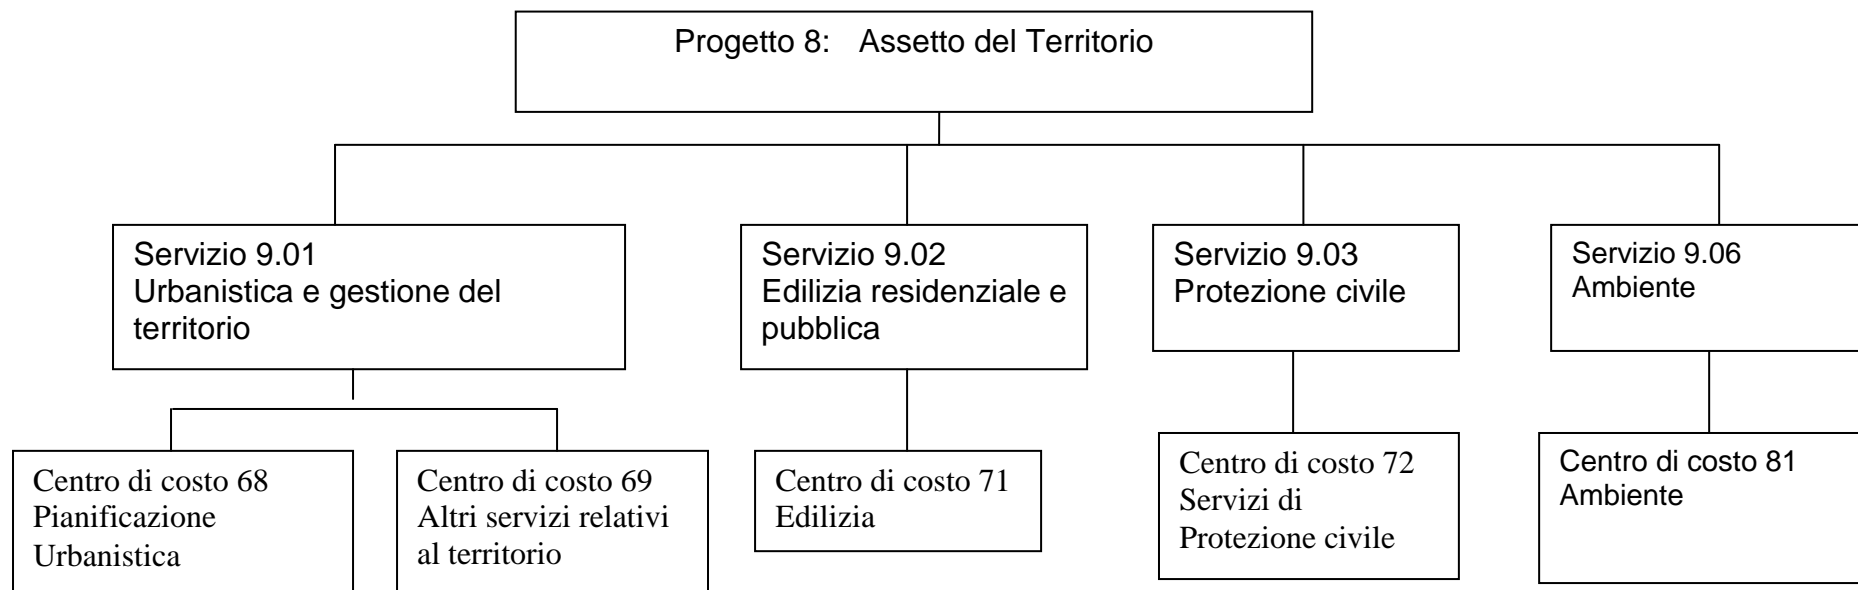 Progetto 8: Assetto del Territorio
Servizio 9.01
Urbanistica e gestione del
territorio
Servizio 9.02
Edilizia residenziale e
pubblica
Servizio 9.03
Protezione civile
Servizio 9.06
Ambiente
Centro di costo 68
Pianificazione
Urbanistica
Centro di costo 69
Altri servizi relativi
al territorio
Centro di costo 71
Edilizia
Centro di costo 72
Servizi di
Protezione civile
Centro di costo 81
Ambiente